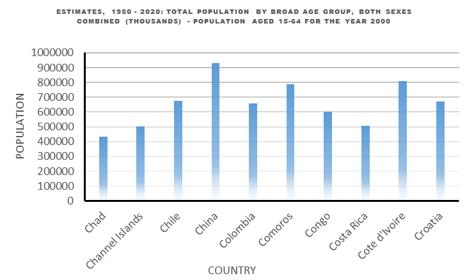 ESTIMATES, 1950 - 2020: TOTAL POPULATION BY BROAD AGE GROUP, BOTH SEXES
COMBINED (THOUSANDS) - POPULATION AGED 15-64 FOR THE YEAR 2000
POPULATION
1000000
900000
800000
700000
600000
500000
400000
300000
200000
100000
0
Chad
Channel Islands
Chile
China
Colombia
Comoros
Congo
Costa Rica
Cote d'Ivoire
Croatia
COUNTRY